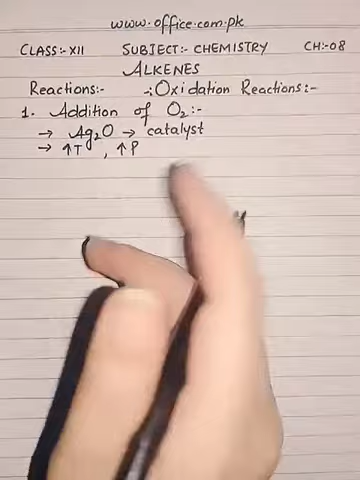 www.office.com.pk
CLASS:- XII SUBJECT:- CHEMISTRY CH:-08
ALKENES
Reactions:- -:Oxidation Reactions:-
1. Addition of O₂:-
→ Ag₂O → catalyst
→ ↑T , ↑P